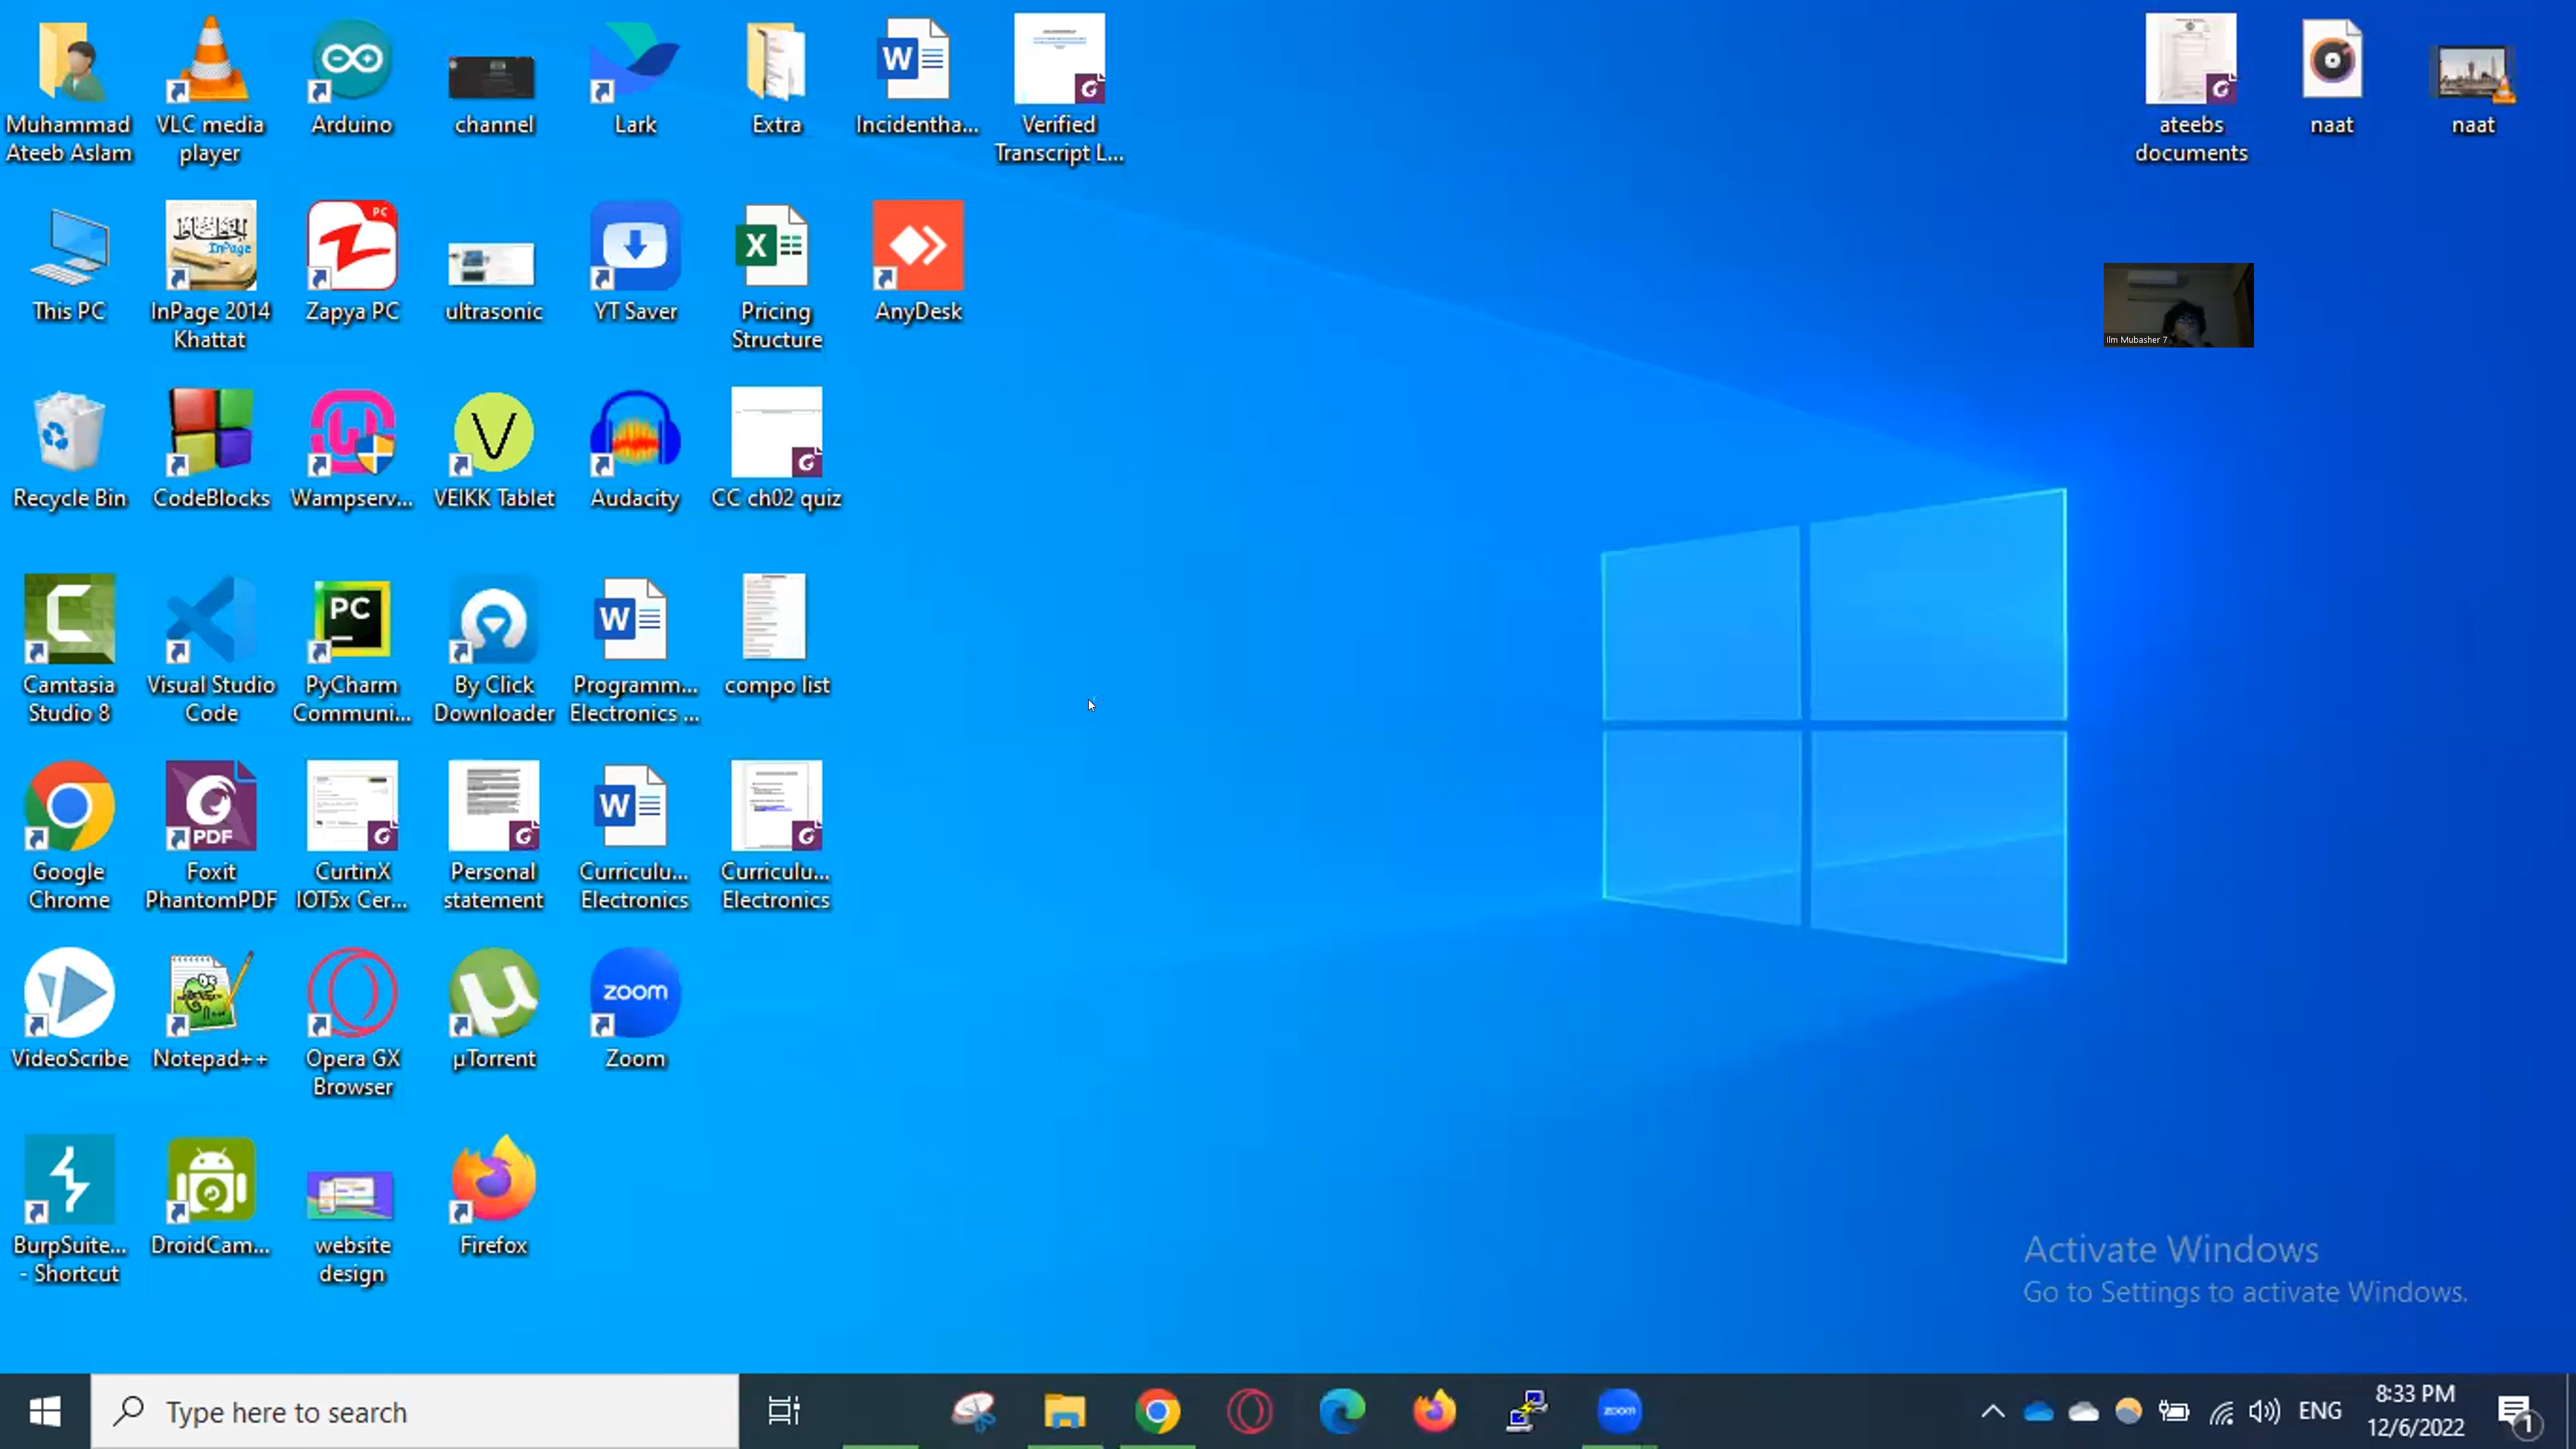 Muhammad
Ateeb Aslam
VLC media
player
Arduino
channel
Lark
Extra
Incidentha...
Verified
Transcript L...
ateebs
documents
naat
naat
This PC
InPage 2014
Khattat
Zapya PC
ultrasonic
YT Saver
Pricing
Structure
AnyDesk
Ilm Mubasher 7
Recycle Bin
CodeBlocks
Wampserv...
VEIKK Tablet
Audacity
CC ch02 quiz
Camtasia
Studio 8
Visual Studio
Code
PyCharm
Communi...
By Click
Downloader
Programm...
Electronics ...
compo list
Google
Chrome
Foxit
PhantomPDF
CurtinX
IOT5x Cer...
Personal
statement
Curriculu...
Electronics
Curriculu...
Electronics
VideoScribe
Notepad++
Opera GX
Browser
µTorrent
zoom
Zoom
BurpSuite...
- Shortcut
DroidCam...
website
design
Firefox
Activate Windows
Go to Settings to activate Windows.
Type here to search
zoom
ENG
8:33 PM
12/6/2022
1